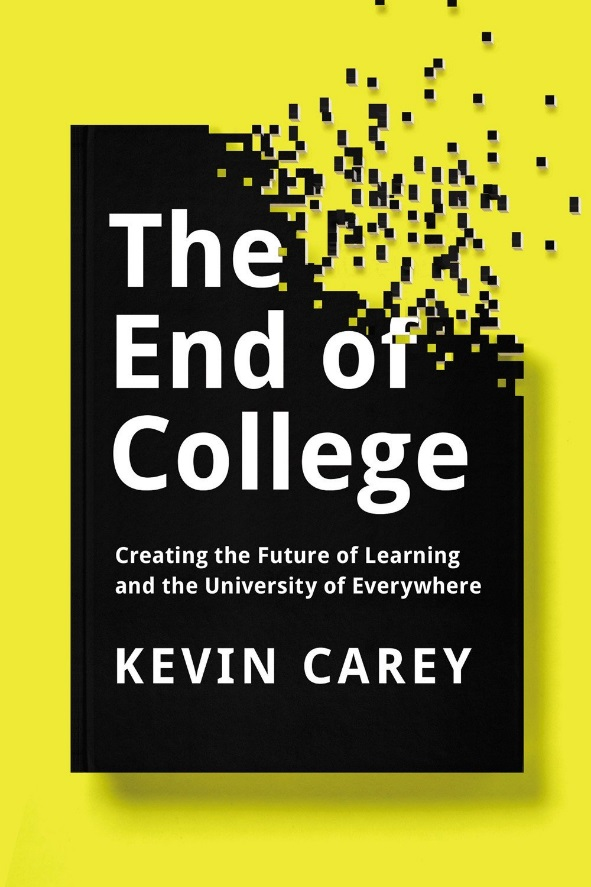 The
End of
College
Creating the Future of Learning
and the University of Everywhere
KEVIN CAREY